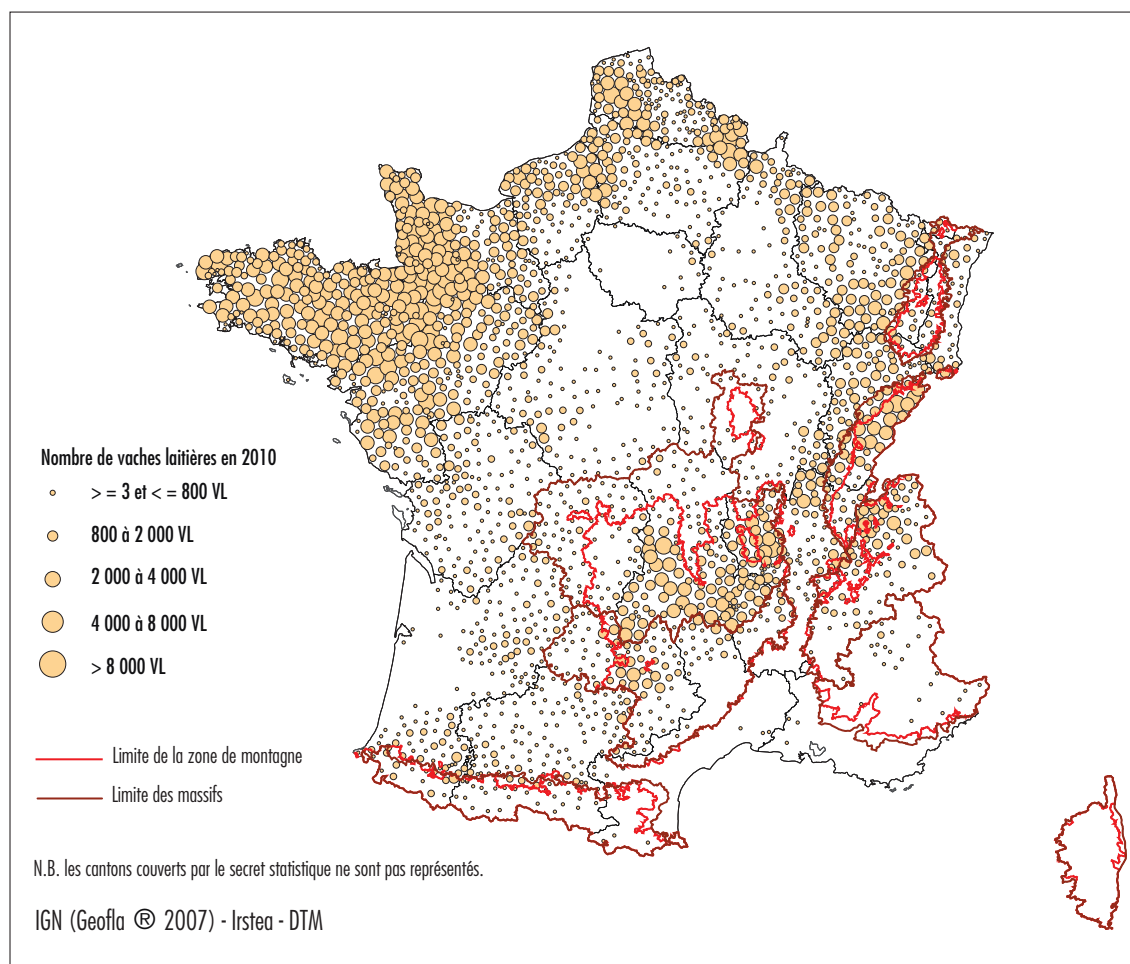 Nombre de vaches laitières en 2010
> = 3 et < = 800 VL
800 à 2 000 VL
2 000 à 4 000 VL
4 000 à 8 000 VL
> 8 000 VL
Limite de la zone de montagne
Limite des massifs
N.B. les cantons couverts par le secret statistique ne sont pas représentés.
IGN (Geofla ® 2007) - Irstea - DTM